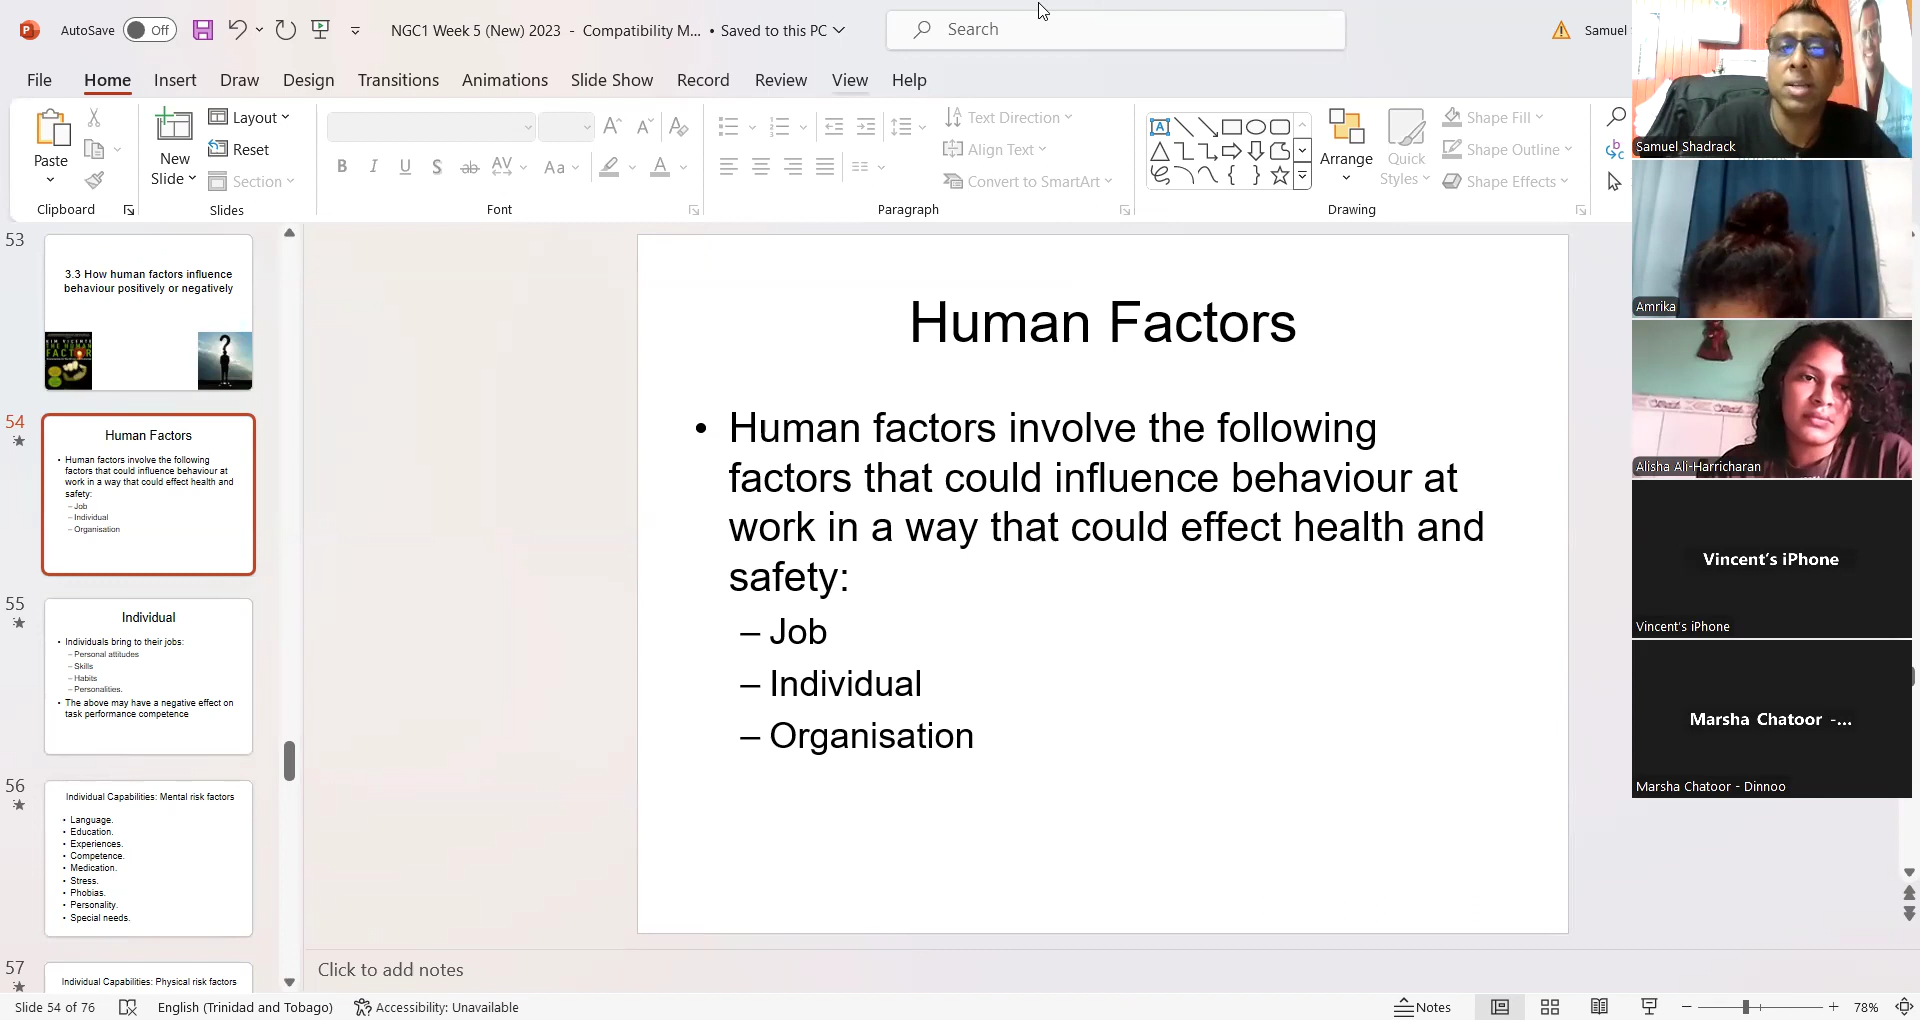 AutoSave Off NGC1 Week 5 (New) 2023 - Compatibility M... • Saved to this PC Search Samuel
File Home Insert Draw Design Transitions Animations Slide Show Record Review View Help
Paste
Clipboard
New
Slide
Layout
Reset
Section
Slides
B I U S ab AV Aa A
Font
Text Direction
Align Text
Convert to SmartArt
Paragraph
Arrange
Quick
Styles
Shape Fill
Shape Outline
Shape Effects
Drawing
53
3.3 How human factors influence
behaviour positively or negatively
54
Human Factors
• Human factors involve the following
factors that could influence behaviour at
work in a way that could effect health and
safety:
– Job
– Individual
– Organisation
55
Individual
• Individuals bring to their jobs:
– Personal attitudes
– Skills
– Habits
– Personalities.
• The above may have a negative effect on
task performance competence
56
Individual Capabilities: Mental risk factors
• Language.
• Education.
• Experiences.
• Competence.
• Medication.
• Stress.
• Phobias.
• Personality.
• Special needs.
57
Individual Capabilities: Physical risk factors
Human Factors
• Human factors involve the following
factors that could influence behaviour at
work in a way that could effect health and
safety:
– Job
– Individual
– Organisation
Click to add notes
Samuel Shadrack
Amrika
Alisha Ali-Harricharan
Vincent's iPhone
Vincent's iPhone
Marsha Chatoor -...
Marsha Chatoor - Dinnoo
Slide 54 of 76 English (Trinidad and Tobago) Accessibility: Unavailable Notes 78%